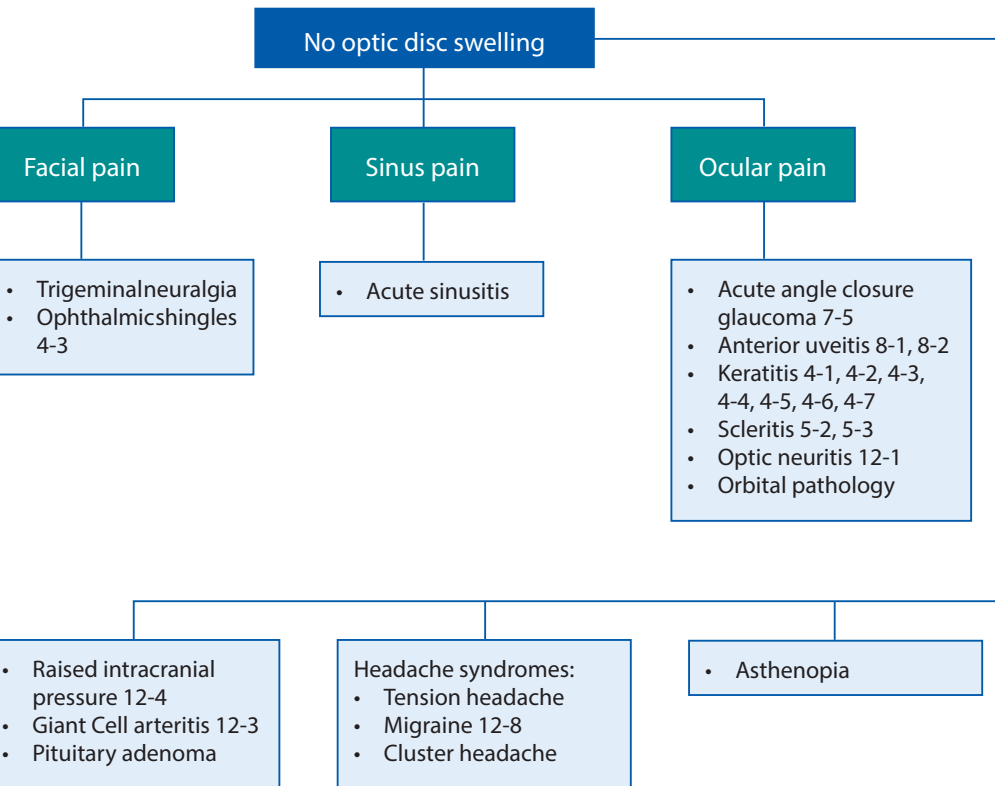 No optic disc swelling
Facial pain
Sinus pain
Ocular pain
• Trigeminalneuralgia
• Ophthalmicshingles
4-3
• Acute sinusitis
• Acute angle closure
glaucoma 7-5
• Anterior uveitis 8-1, 8-2
• Keratitis 4-1, 4-2, 4-3,
4-4, 4-5, 4-6, 4-7
• Scleritis 5-2, 5-3
• Optic neuritis 12-1
• Orbital pathology
• Raised intracranial
pressure 12-4
• Giant Cell arteritis 12-3
• Pituitary adenoma
Headache syndromes:
• Tension headache
• Migraine 12-8
• Cluster headache
• Asthenopia